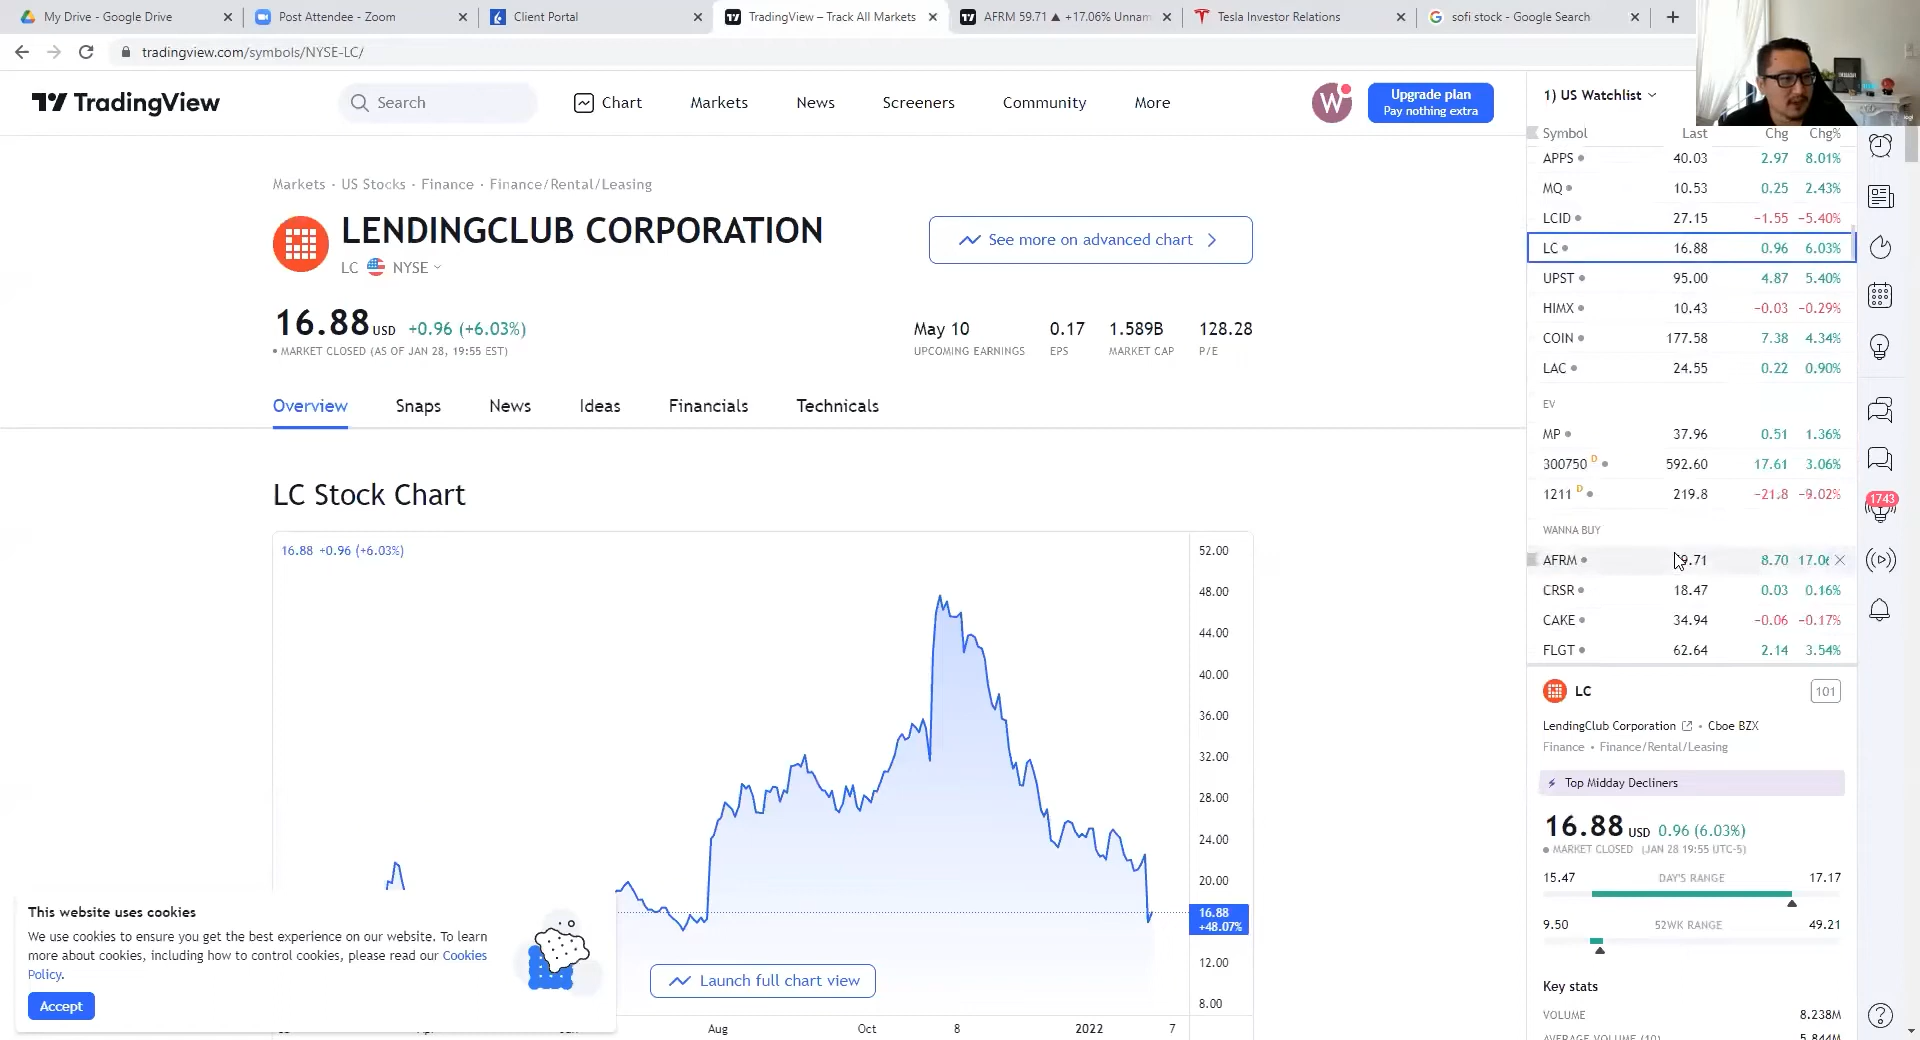 My Drive - Google Drive
Post Attendee - Zoom
Client Portal
TradingView – Track All Markets
AFRM 59.71 ▲ +17.06% Unnam
Tesla Investor Relations
sofi stock - Google Search
tradingview.com/symbols/NYSE-LC/
TradingView
Search
Chart
Markets
News
Screeners
Community
More
W
Upgrade plan
Pay nothing extra
1) US Watchlist
Symbol Last Chg Chg%
APPS 40.03 2.97 8.01%
MQ 10.53 0.25 2.43%
LCID 27.15 −1.55 −5.40%
LC 16.88 0.96 6.03%
UPST 95.00 4.87 5.40%
HIMX 10.43 −0.03 −0.29%
COIN 177.58 7.38 4.34%
LAC 24.55 0.22 0.90%
EV
MP 37.96 0.51 1.36%
300750 D 592.60 17.61 3.06%
1211 D 219.8 −21.8 −9.02%
WANNA BUY
AFRM 9.71 8.70 17.06
CRSR 18.47 0.03 0.16%
CAKE 34.94 −0.06 −0.17%
FLGT 62.64 2.14 3.54%
1743
Markets · US Stocks · Finance · Finance/Rental/Leasing
LENDINGCLUB CORPORATION
LC NYSE
See more on advanced chart
16.88 USD +0.96 (+6.03%)
• MARKET CLOSED (AS OF JAN 28, 19:55 EST)
May 10 0.17 1.589B 128.28
UPCOMING EARNINGS EPS MARKET CAP P/E
Overview Snaps News Ideas Financials Technicals
LC Stock Chart
16.88 +0.96 (+6.03%)
52.00
48.00
44.00
40.00
36.00
32.00
28.00
24.00
20.00
16.88
+48.07%
12.00
8.00
Launch full chart view
Aug Oct 8 2022 7
This website uses cookies
We use cookies to ensure you get the best experience on our website. To learn
more about cookies, including how to control cookies, please read our Cookies
Policy.
Accept
LC
101
LendingClub Corporation • Cboe BZX
Finance • Finance/Rental/Leasing
Top Midday Decliners
16.88 USD 0.96 (6.03%)
• MARKET CLOSED (JAN 28 19:55 UTC-5)
15.47 DAY'S RANGE 17.17
9.50 52WK RANGE 49.21
Key stats
VOLUME 8.238M
AVERAGE VOLUME (10) 5.844M